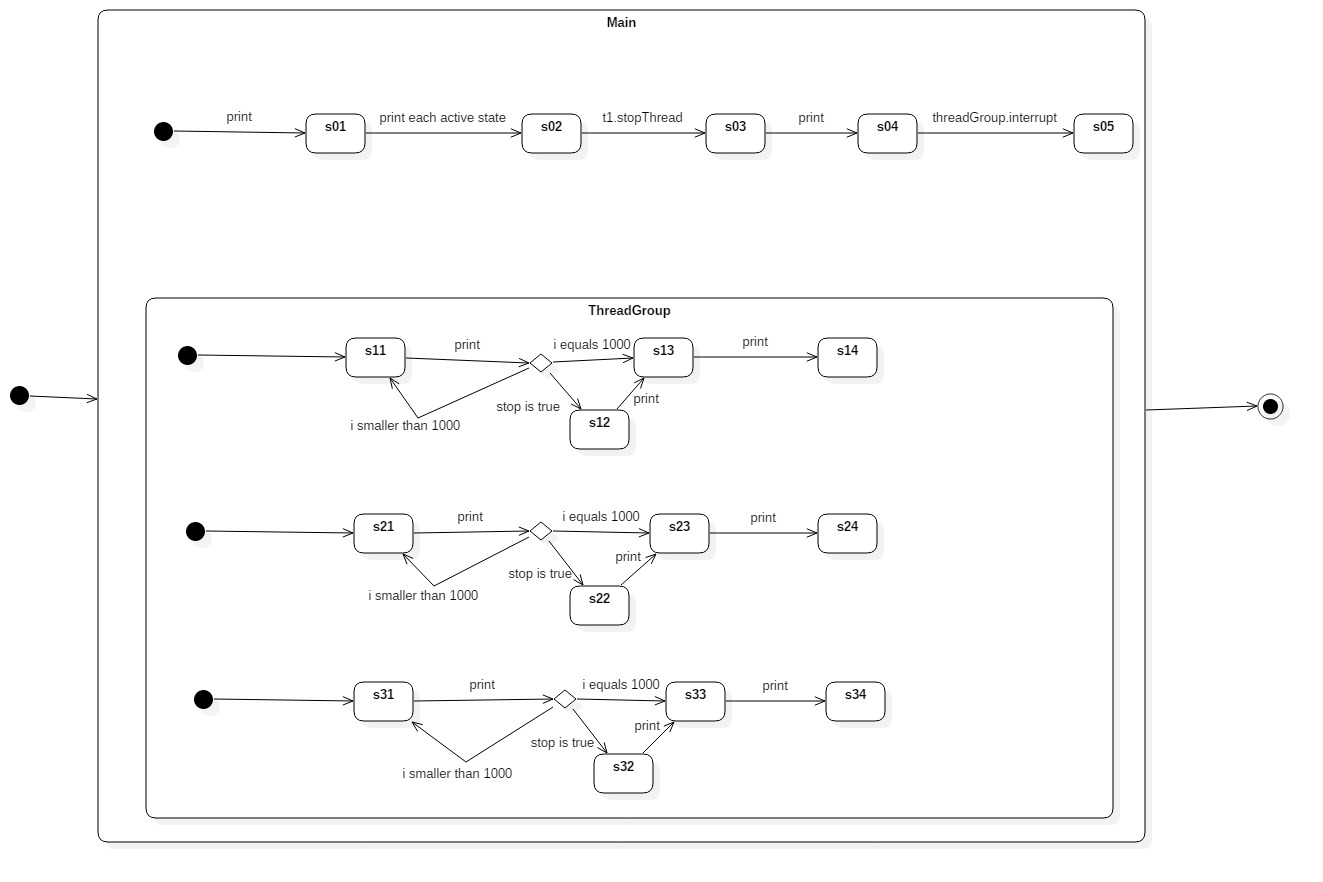 Main
print
s01
print each active state
s02
t1.stopThread
s03
print
s04
threadGroup.interrupt
s05
ThreadGroup
s11
print
i equals 1000
s13
print
s14
i smaller than 1000
stop is true
print
s12
s21
print
i equals 1000
s23
print
s24
i smaller than 1000
stop is true
print
s22
s31
print
i equals 1000
s33
print
s34
i smaller than 1000
stop is true
print
s32